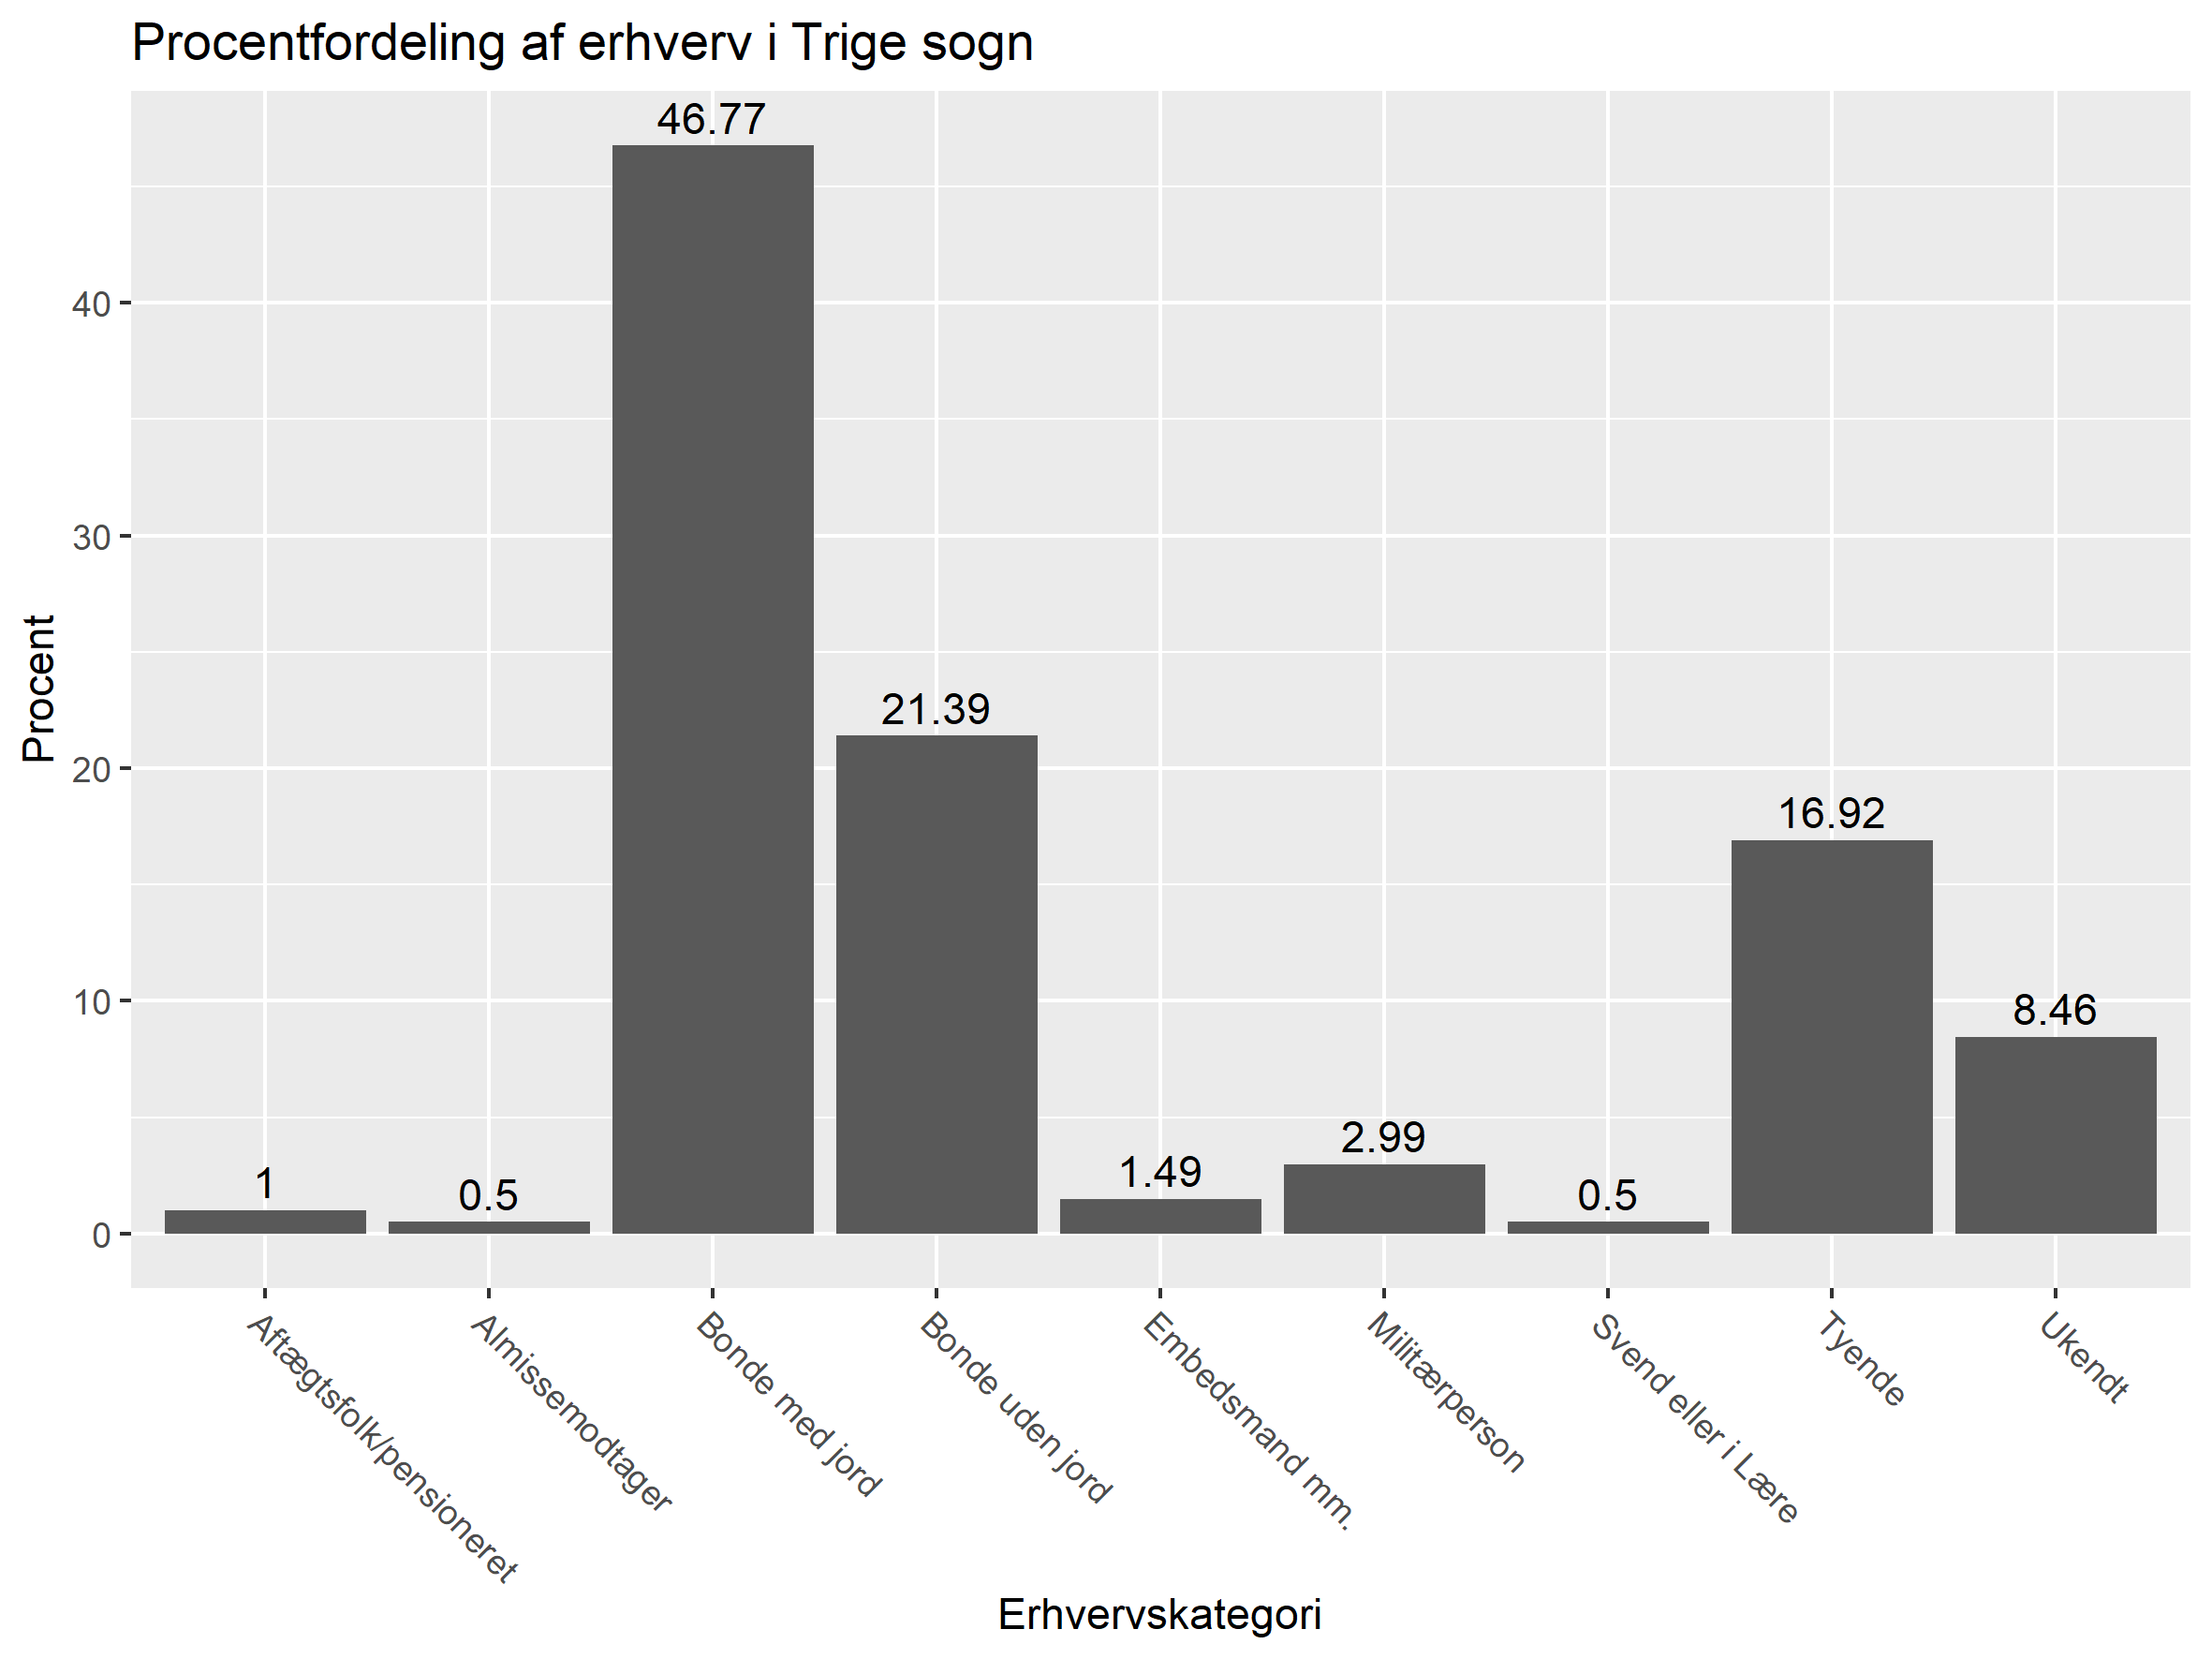 Procentfordeling af erhverv i Trige sogn
46.77
40
30
Procent
21.39
20
16.92
10
8.46
2.99
1.49
1
0.5
0.5
0
Aftægtsfolk/pensioneret
Almissemodtager
Bonde med jord
Bonde uden jord
Embedsmand mm.
Militærperson
Svend eller i Lære
Tyende
Ukendt
Erhvervskategori